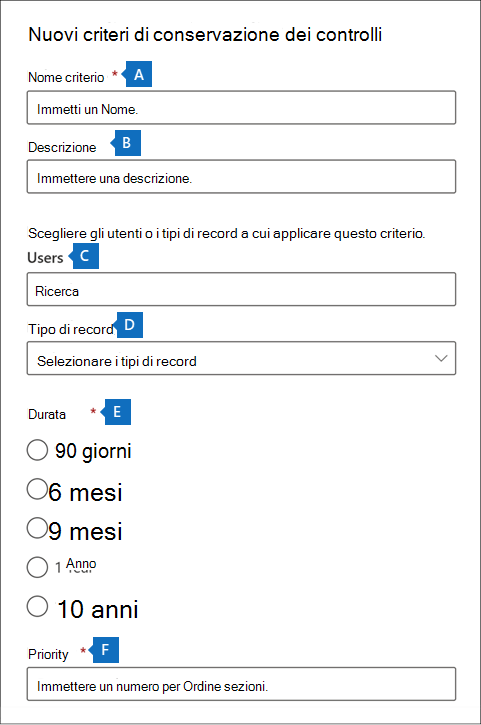 Nuovi criteri di conservazione dei controlli
Nome criterio * A
Immetti un Nome.
Descrizione B
Immettere una descrizione.
Scegliere gli utenti o i tipi di record a cui applicare questo criterio.
Users C
Ricerca
Tipo di record D
Selezionare i tipi di record
Durata * E
90 giorni
6 mesi
9 mesi
1 Anno
10 anni
Priority * F
Immettere un numero per Ordine sezioni.